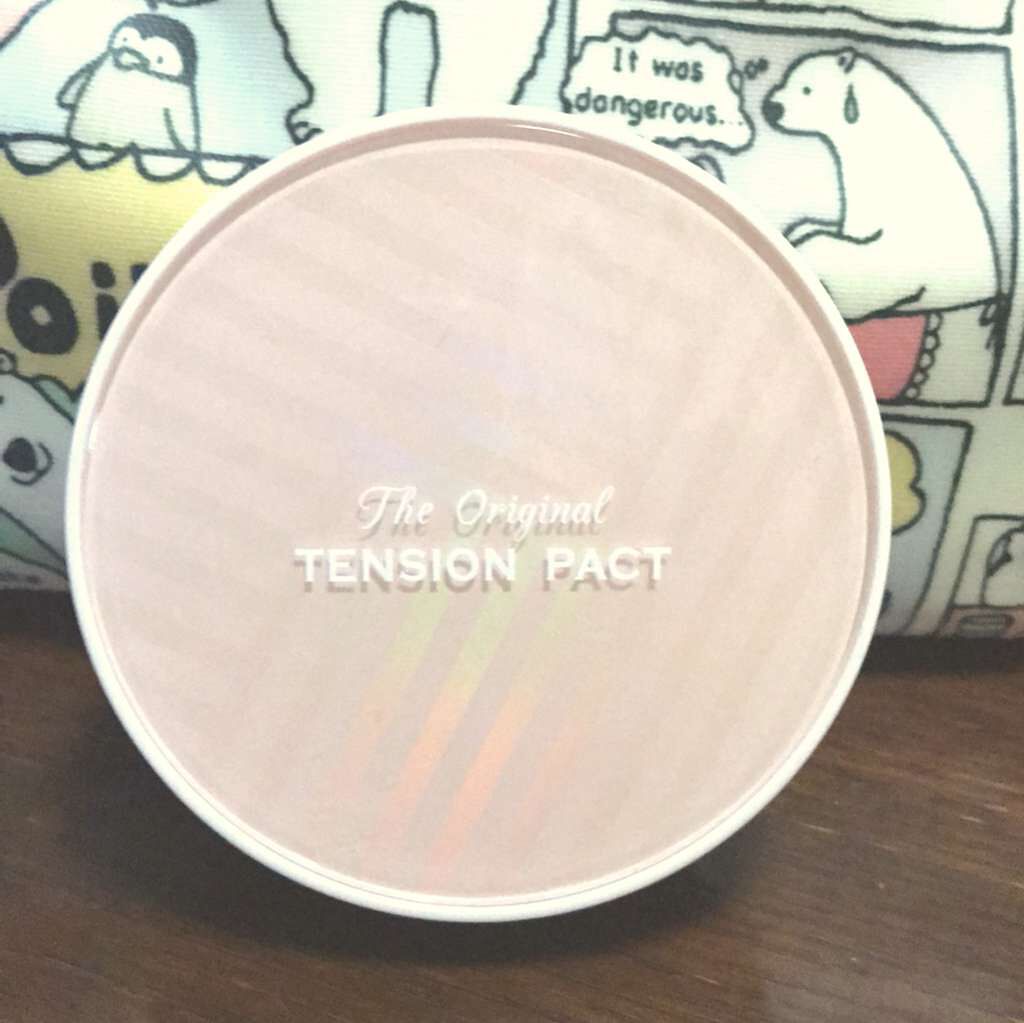 It was
dangerous...
The Original
TENSION PACT